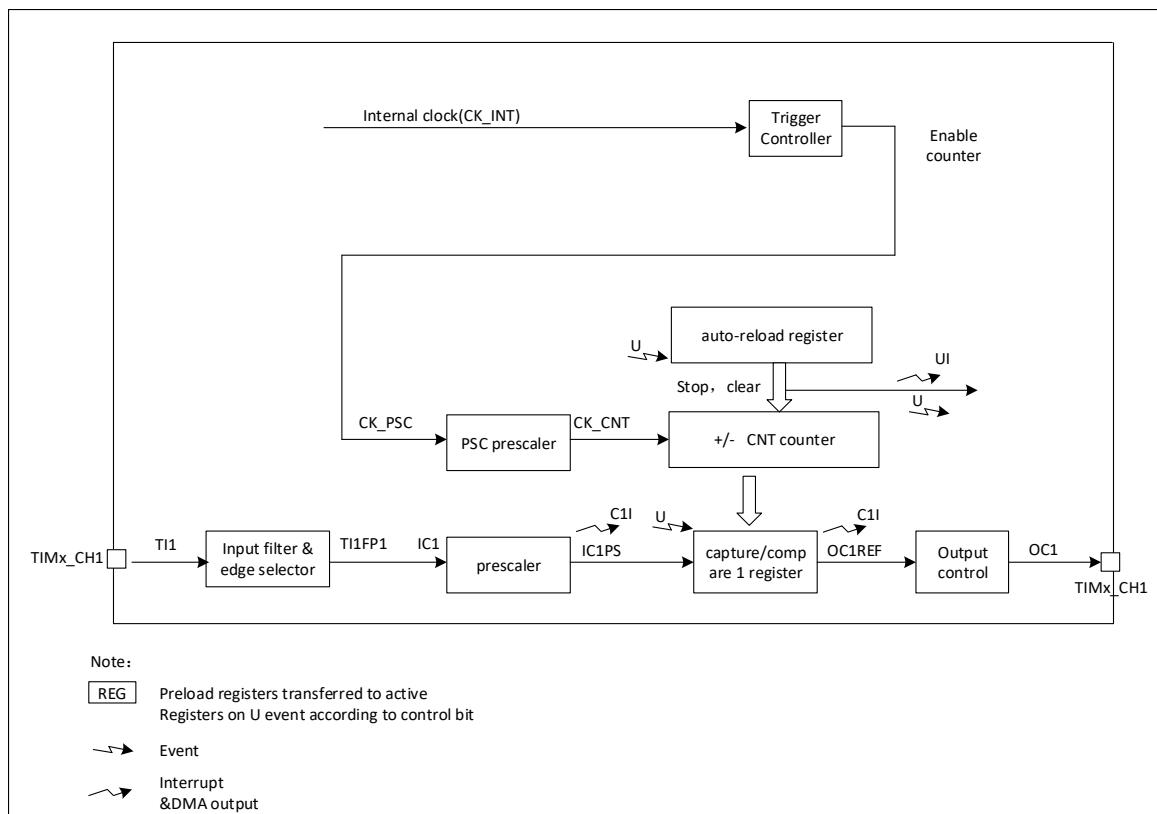 Internal clock(CK_INT)
Trigger
Controller
Enable
counter
auto-reload register
U
UI
Stop，clear
U
CK_PSC
CK_CNT
PSC prescaler
+/- CNT counter
C1I
U
C1I
TIMx_CH1
TI1
Input filter &
edge selector
TI1FP1
IC1
prescaler
IC1PS
capture/comp
are 1 register
OC1REF
Output
control
OC1
TIMx_CH1
Note：
REG
Preload registers transferred to active
Registers on U event according to control bit
Event
Interrupt
&DMA output